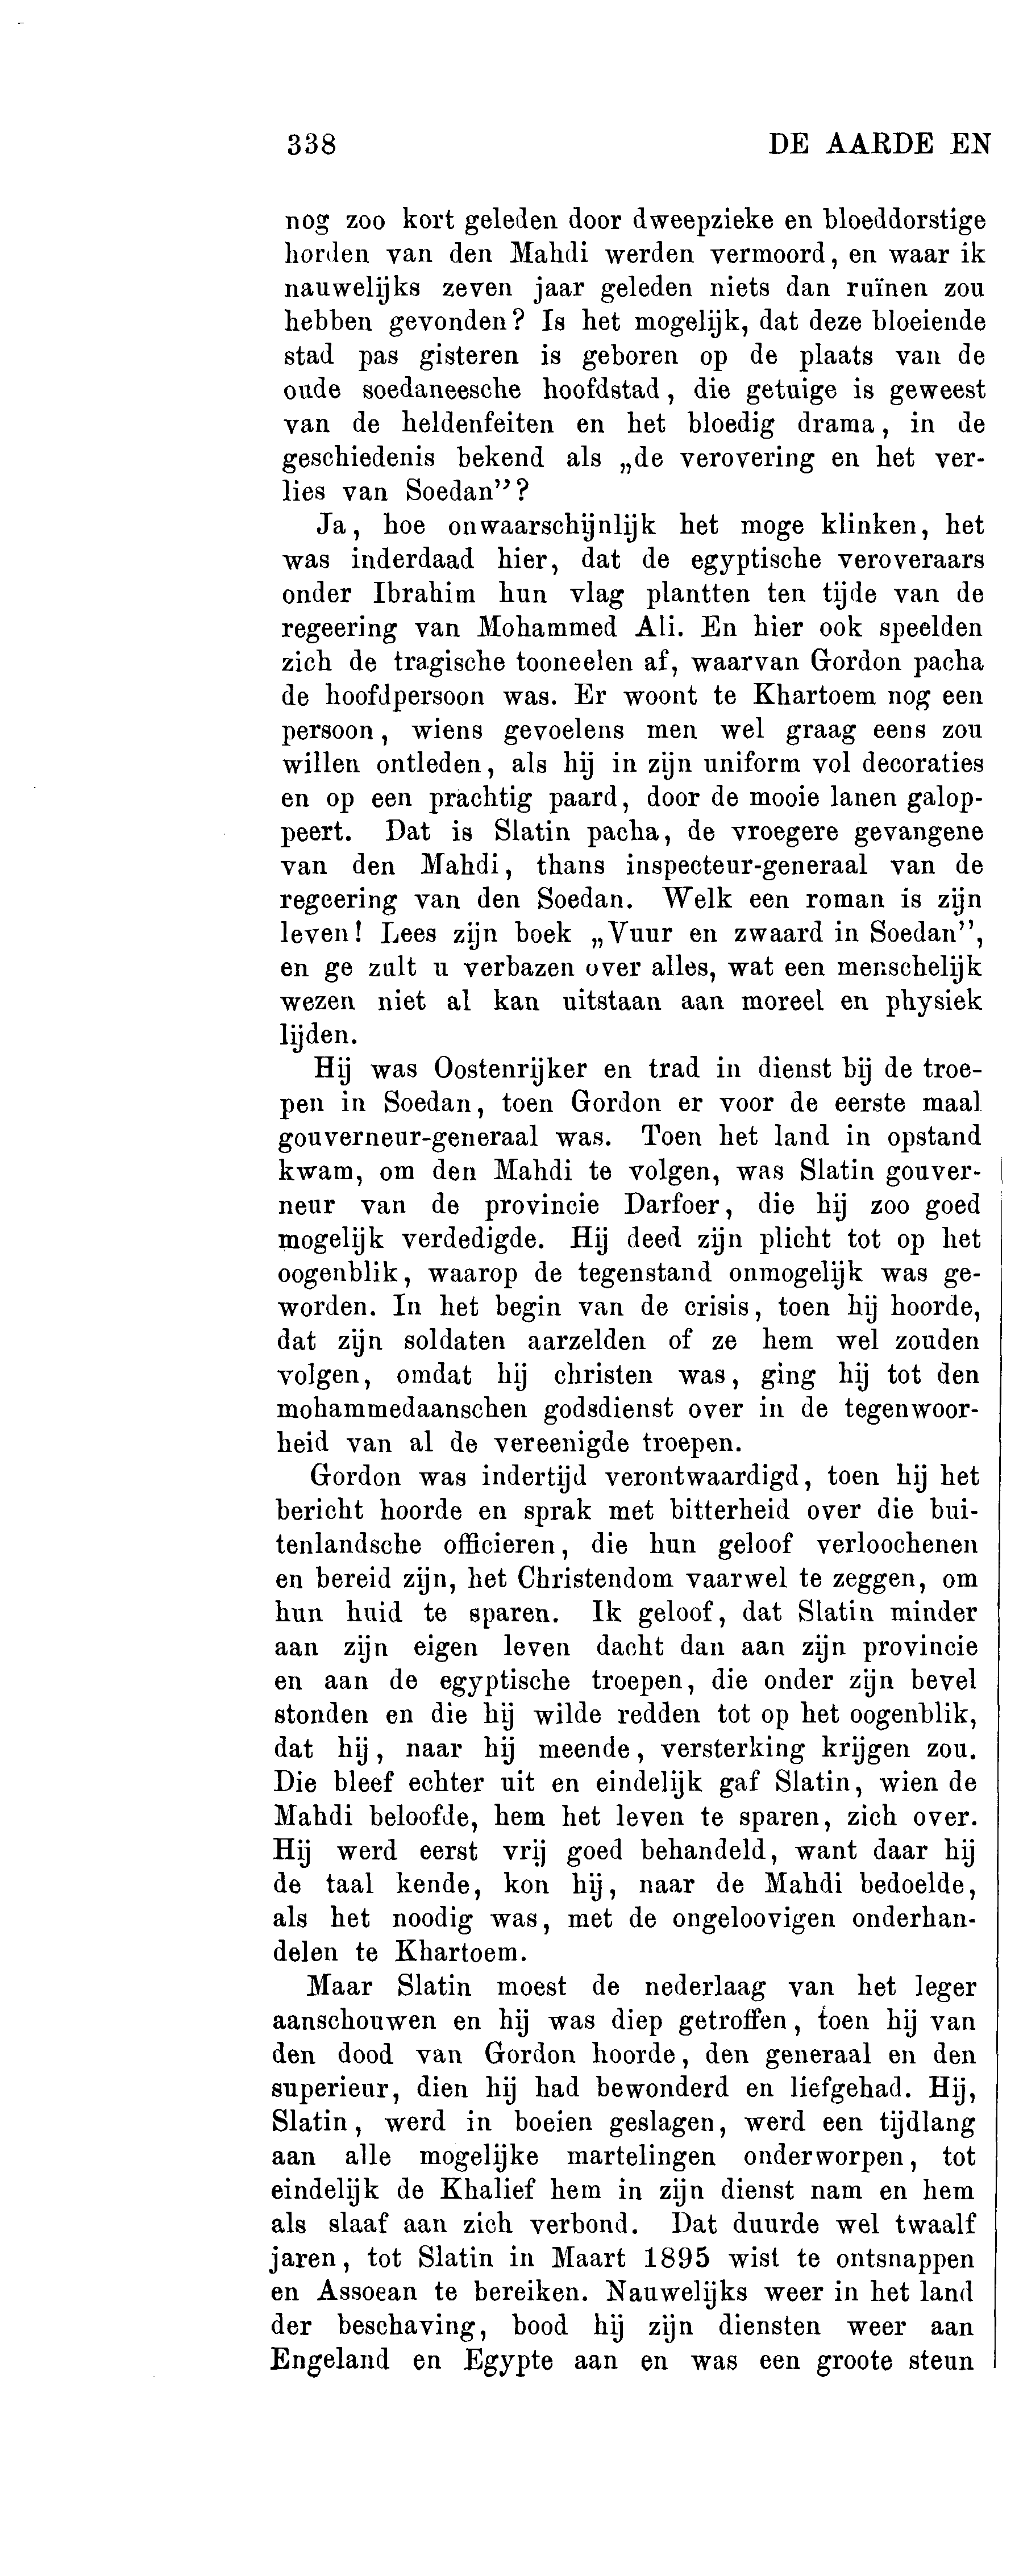 338 DE AARDE EN
nog zoo kort geleden door dweepzieke en bloeddorstige
horden van den Mahdi werden vermoord, en waar ik
nauwelijks zeven jaar geleden niets dan ruïnen zou
hebben gevonden? Is het mogelijk, dat deze bloeiende
stad pas gisteren is geboren op de plaats van de
oude soedaneesche hoofdstad, die getuige is geweest
van de heldenfeiten en het bloedig drama, in de
geschiedenis bekend als „de verovering en het ver-
lies van Soedan"?
Ja, hoe onwaarschijnlijk het moge klinken, het
was inderdaad hier, dat de egyptische veroveraars
onder Ibrahim hun vlag plantten ten tijde van de
regeering van Mohammed Ali. En hier ook speelden
zich de tragische tooneelen af, waarvan Gordon pacha
de hoofdpersoon was. Er woont te Khartoem nog een
persoon, wiens gevoelens men wel graag eens zou
willen ontleden, als hij in zijn uniform vol decoraties
en op een prachtig paard, door de mooie lanen galop-
peert. Dat is Slatin pacha, de vroegere gevangene
van den Mahdi, thans inspecteur-generaal van de
regeering van den Soedan. Welk een roman is zijn
leven! Lees zijn boek „Vuur en zwaard in Soedan",
en ge zult u verbazen over alles, wat een menschelijk
wezen niet al kan uitstaan aan moreel en physiek
lijden.
Hij was Oostenrijker en trad in dienst bij de troe-
pen in Soedan, toen Gordon er voor de eerste maal
gouverneur-generaal was. Toen het land in opstand
kwam, om den Mahdi te volgen, was Slatin gouver-
neur van de provincie Darfoer, die hij zoo goed
mogelijk verdedigde. Hij deed zijn plicht tot op het
oogenblik, waarop de tegenstand onmogelijk was ge-
worden. In het begin van de crisis, toen hij hoorde,
dat zijn soldaten aarzelden of ze hem wel zouden
volgen, omdat hij christen was, ging hij tot den
mohammedaanschen godsdienst over in de tegenwoor-
heid van al de vereenigde troepen.
Gordon was indertijd verontwaardigd, toen hij het
bericht hoorde en sprak met bitterheid over die bui-
tenlandsche officieren, die hun geloof verloochenen
en bereid zijn, het Christendom vaarwel te zeggen, om
hun huid te sparen. Ik geloof, dat Slatin minder
aan zijn eigen leven dacht dan aan zijn provincie
en aan de egyptische troepen, die onder zijn bevel
stonden en die hij wilde redden tot op het oogenblik,
dat hij, naar hij meende, versterking krijgen zou.
Die bleef echter uit en eindelijk gaf Slatin, wien de
Mahdi beloofde, hem het leven te sparen, zich over.
Hij werd eerst vrij goed behandeld, want daar hij
de taal kende, kon hij, naar de Mahdi bedoelde,
als het noodig was, met de ongeloovigen onderhan-
delen te Khartoem.
Maar Slatin moest de nederlaag van het leger
aanschouwen en hij was diep getroffen, toen hij van
den dood van Gordon hoorde, den generaal en den
superieur, dien hij had bewonderd en liefgehad. Hij,
Slatin, werd in boeien geslagen, werd een tijdlang
aan alle mogelijke martelingen onderworpen, tot
eindelijk de Khalief hem in zijn dienst nam en hem
als slaaf aan zich verbond. Dat duurde wel twaalf
jaren, tot Slatin in Maart 1895 wist te ontsnappen
en Assoean te bereiken. Nauwelijks weer in het land
der beschaving, bood hij zijn diensten weer aan
Engeland en Egypte aan en was een groote steun